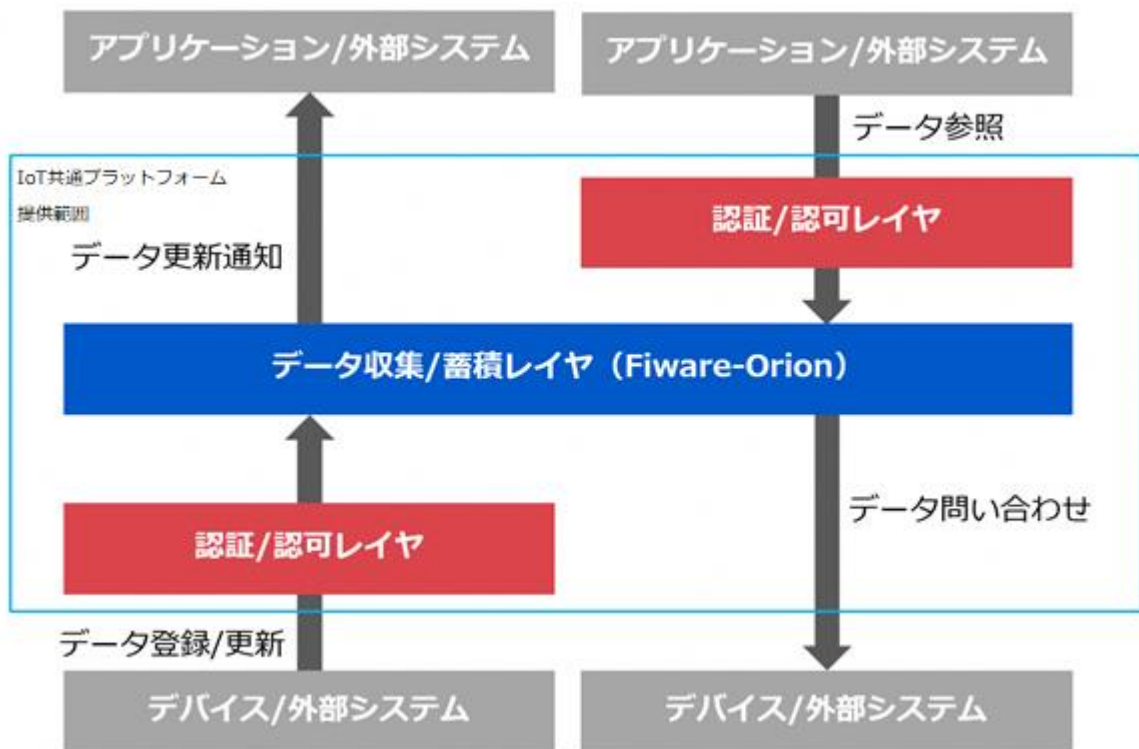 アプリケーション/外部システム
アプリケーション/外部システム
データ参照
IoT共通プラットフォーム
提供範囲
認証/認可レイヤ
データ更新通知
データ収集/蓄積レイヤ（Fiware-Orion）
データ問い合わせ
認証/認可レイヤ
データ登録/更新
デバイス/外部システム
デバイス/外部システム